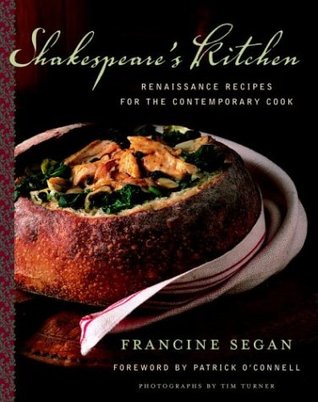 Shakespeare's Kitchen
RENAISSANCE RECIPES
FOR THE CONTEMPORARY COOK
FRANCINE SEGAN
FOREWORD BY PATRICK O'CONNELL
PHOTOGRAPHS BY TIM TURNER